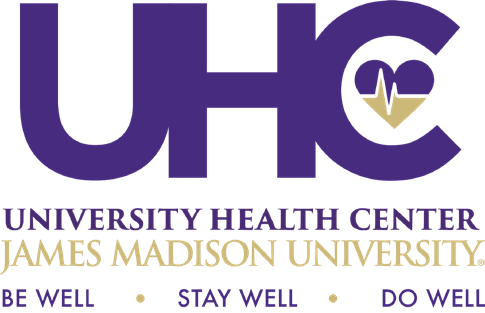 UHC
UNIVERSITY HEALTH CENTER
JAMES MADISON UNIVERSITY®
BE WELL • STAY WELL • DO WELL